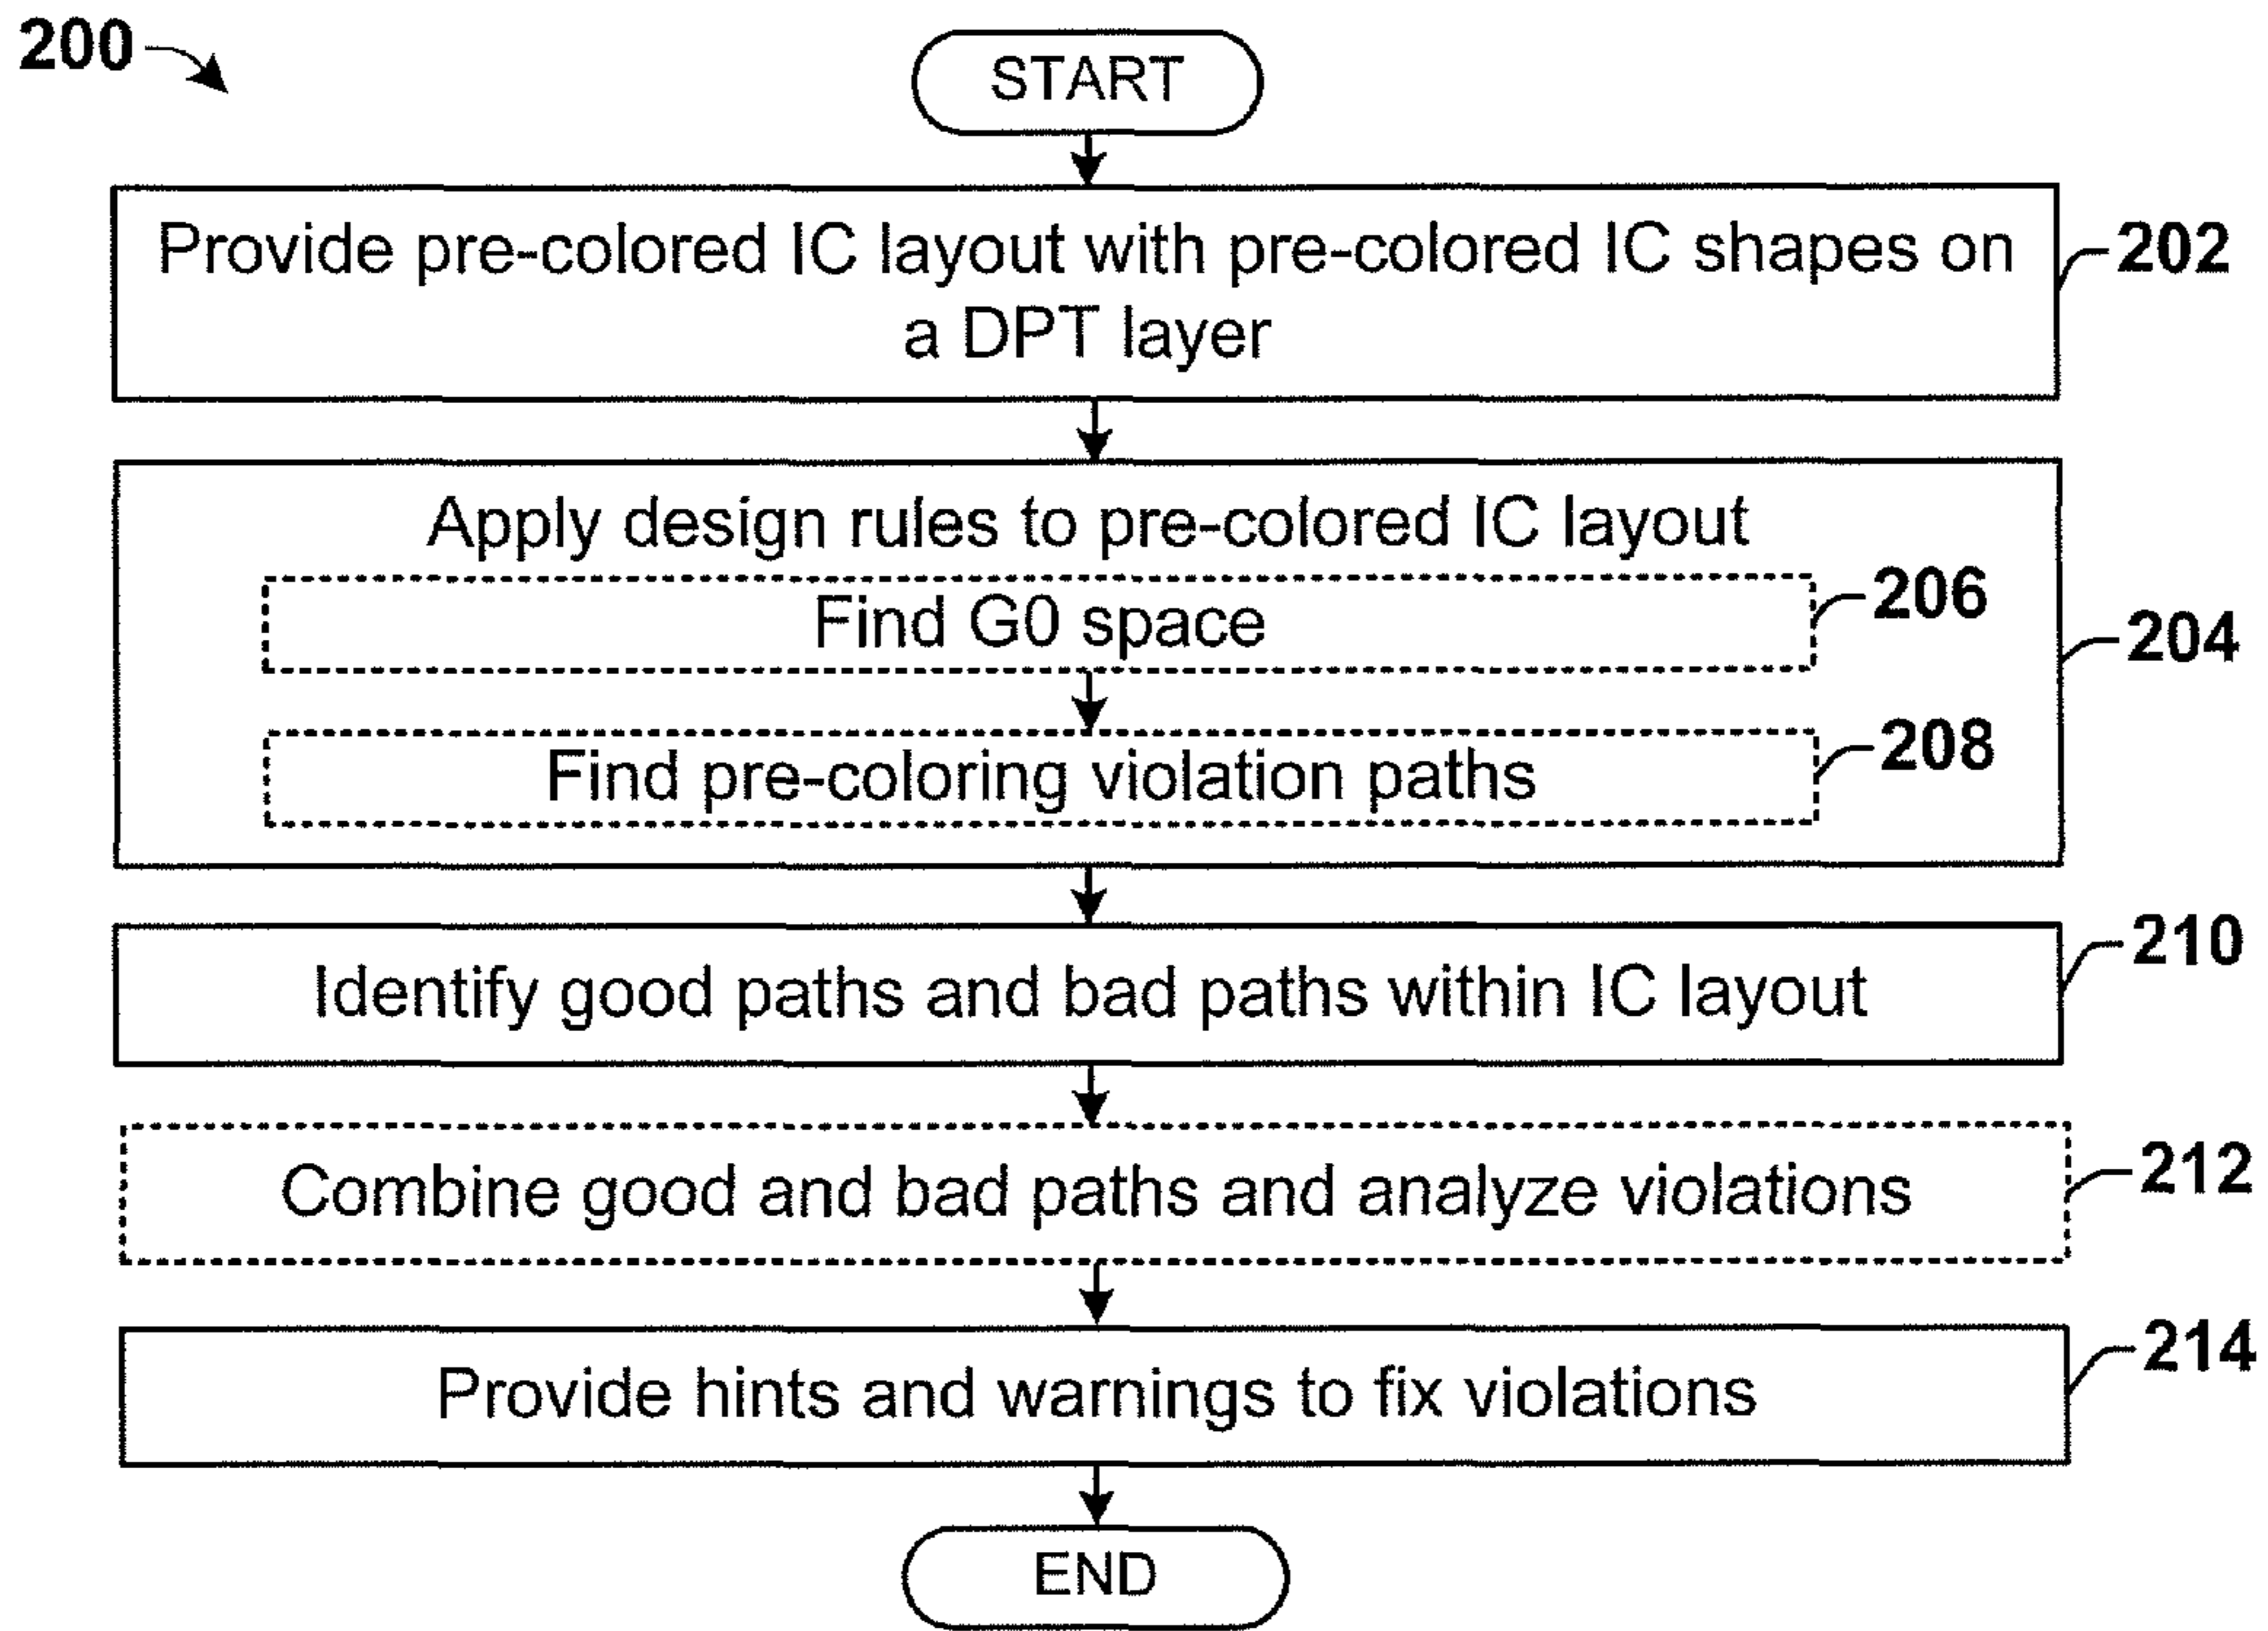 200
START
Provide pre-colored IC layout with pre-colored IC shapes on
a DPT layer
202
Apply design rules to pre-colored IC layout
Find G0 space
206
204
Find pre-coloring violation paths
208
Identify good paths and bad paths within IC layout
210
Combine good and bad paths and analyze violations
212
Provide hints and warnings to fix violations
214
END